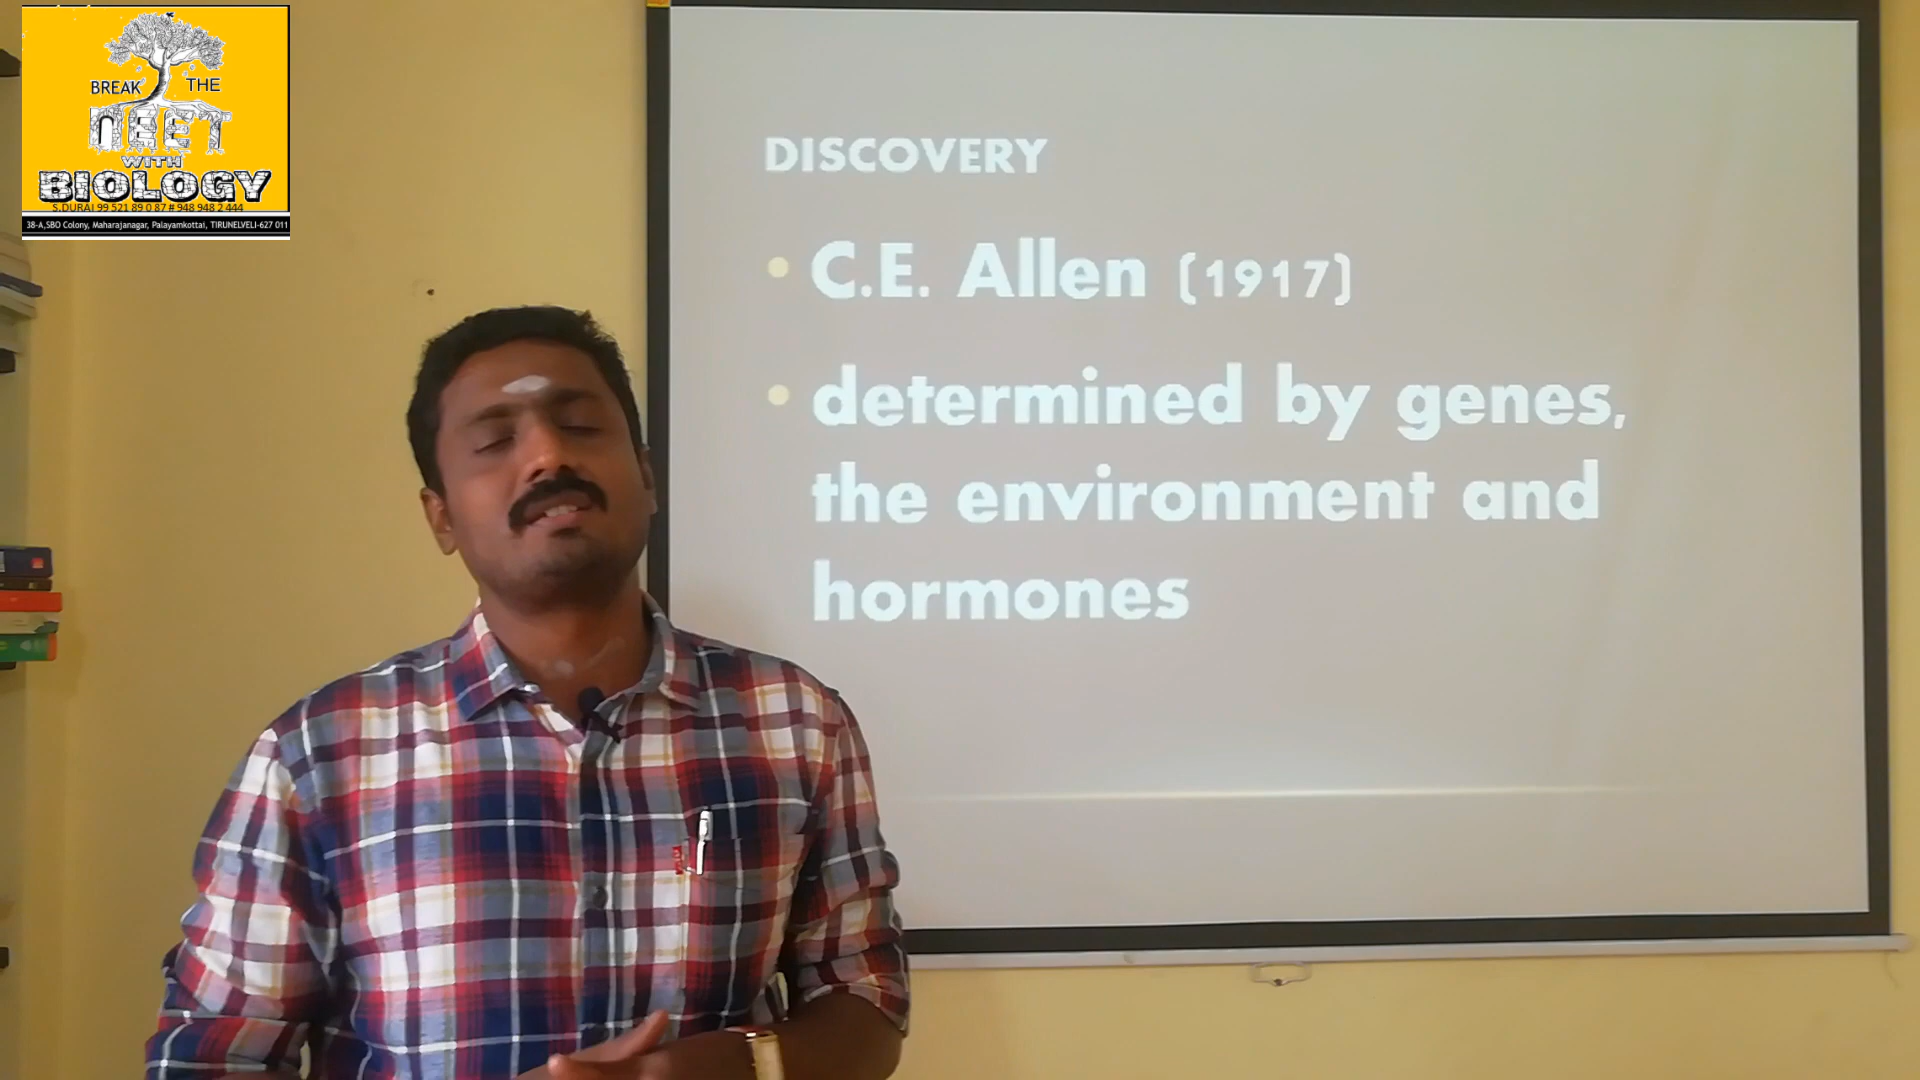 BREAK THE
NEET
WITH
BIOLOGY
S.DURAI 99 521 89 0 87 # 948 948 2 444
38-A,SBO Colony, Maharajanagar, Palayamkottai, TIRUNELVELI-627 011
DISCOVERY
• C.E. Allen (1917)
• determined by genes,
the environment and
hormones